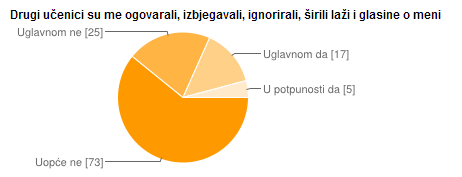 Drugi učenici su me ogovarali, izbjegavali, ignorirali, širili laži i glasine o meni
Uglavnom ne [25]
Uglavnom da [17]
U potpunosti da [5]
Uopće ne [73]